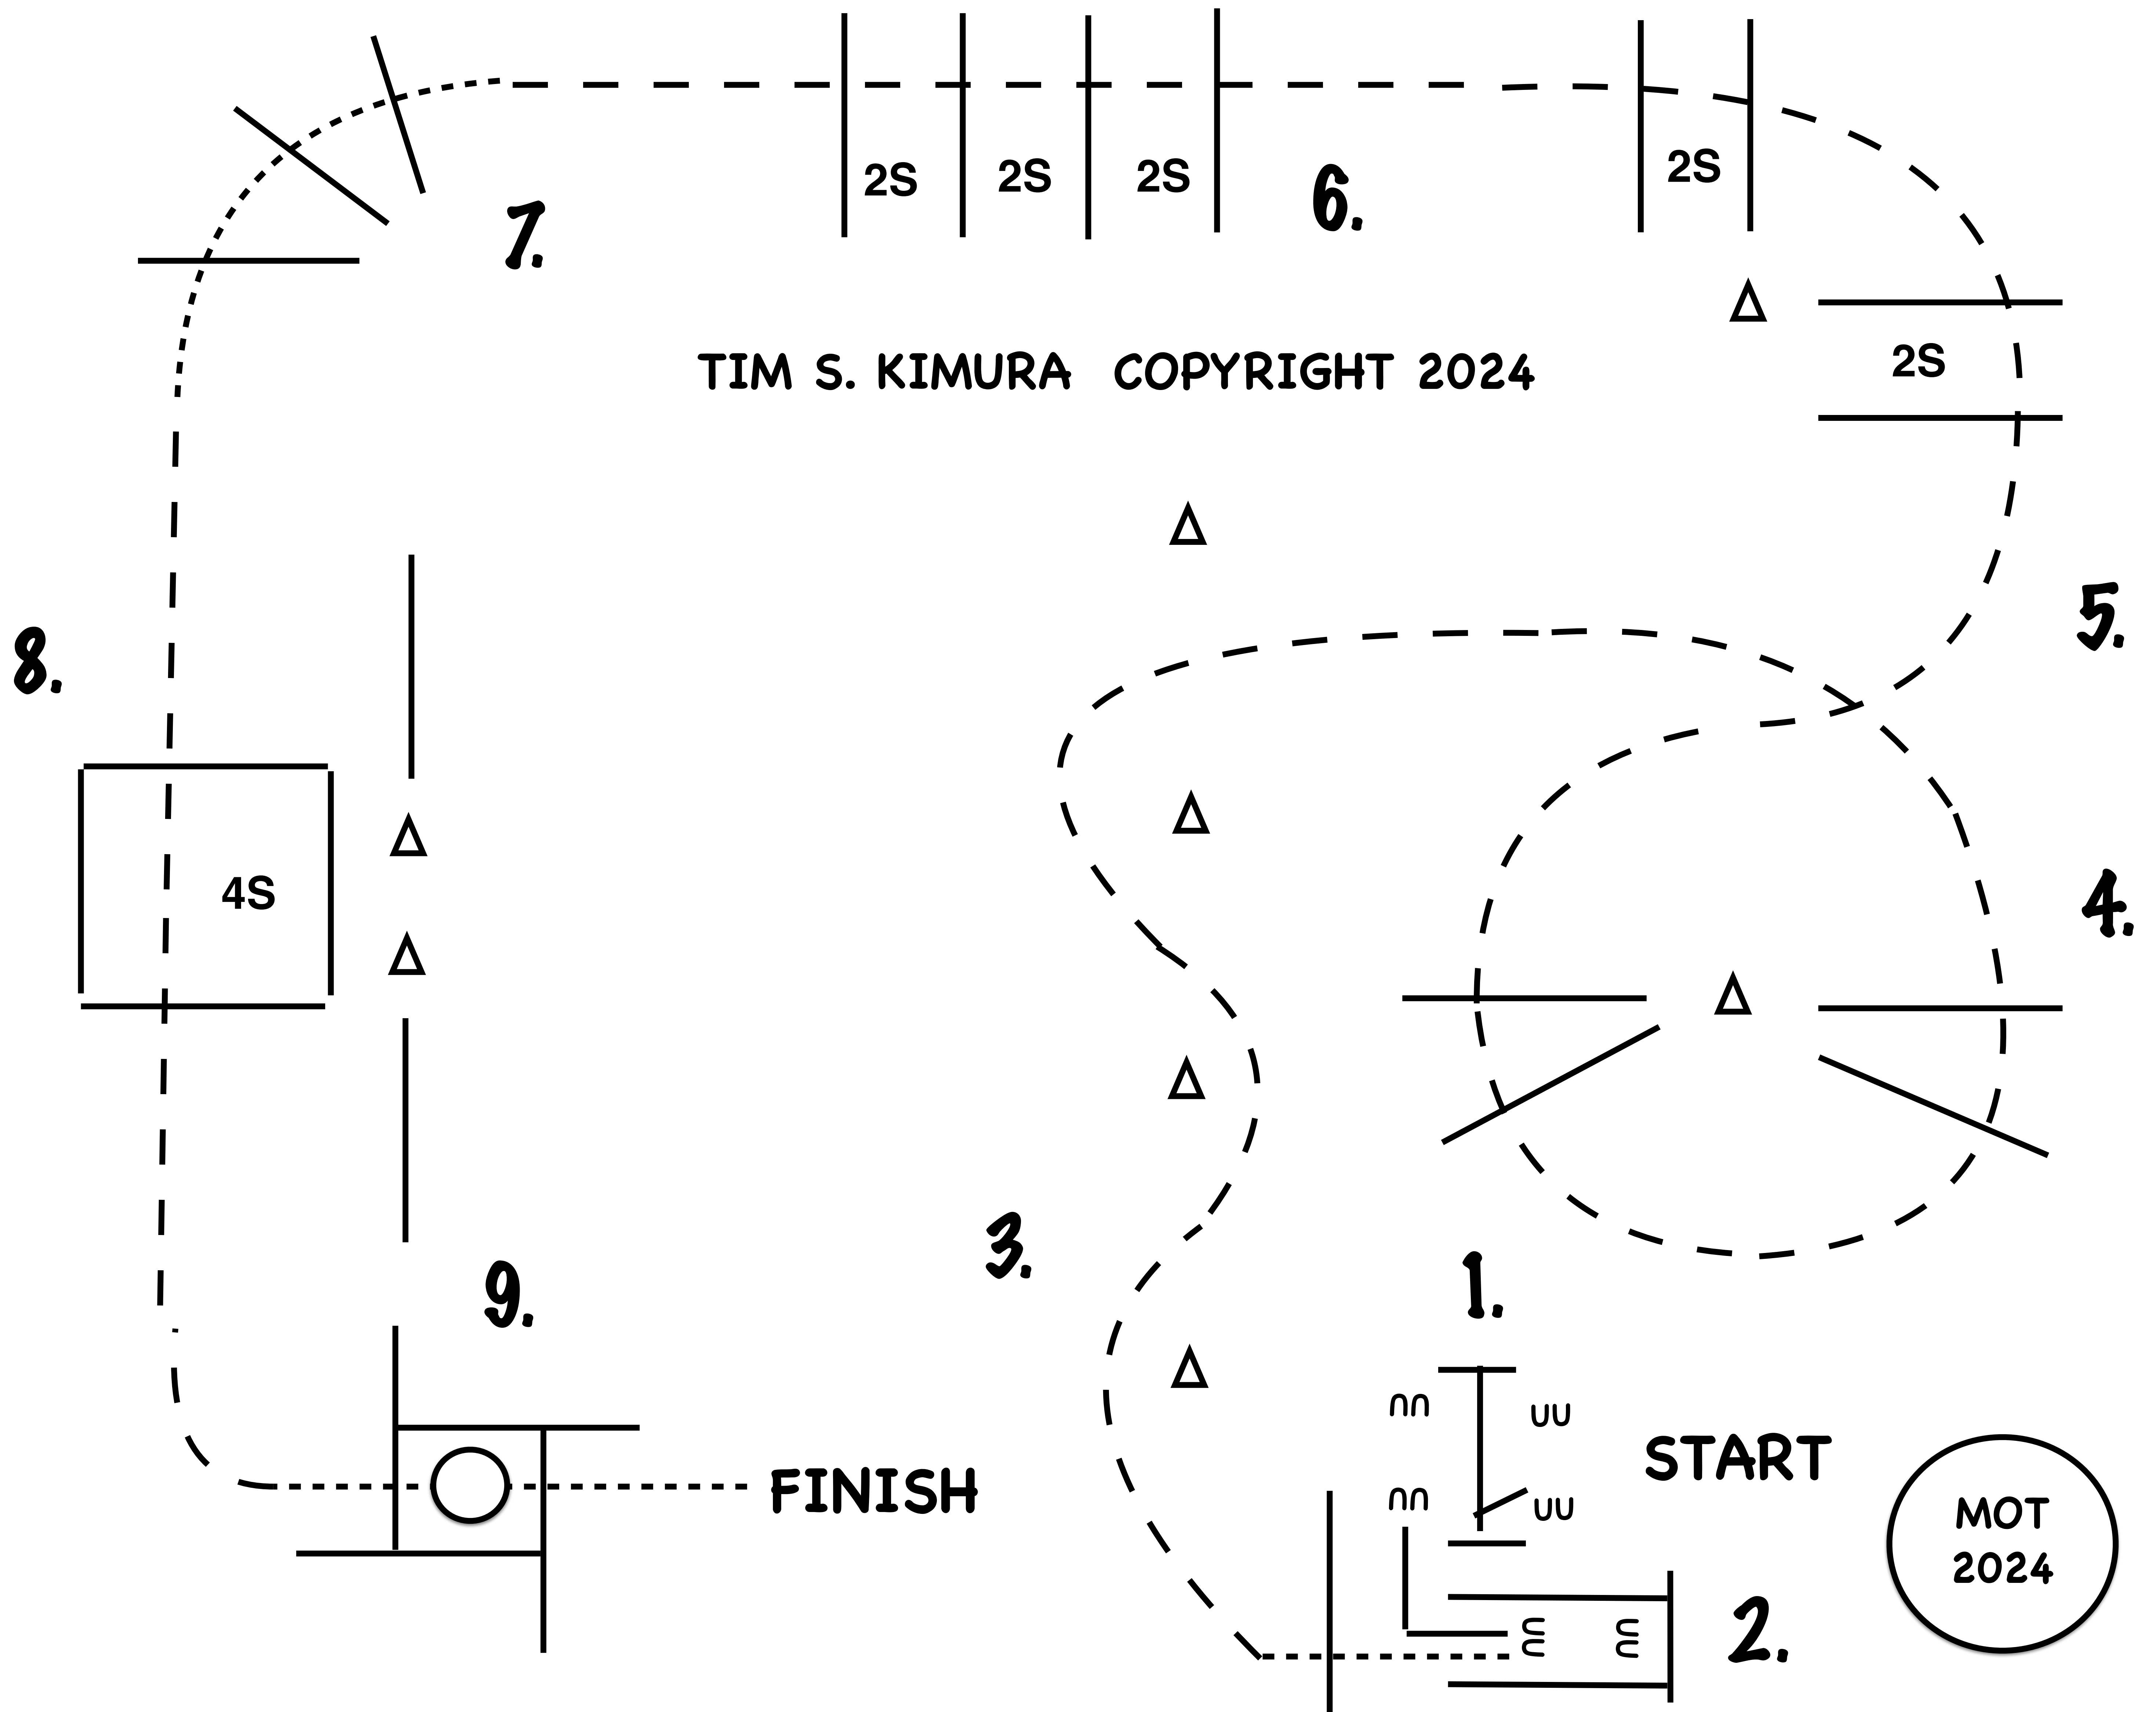 2S 2S 2S 2S
6.
7.
TIM S. KIMURA COPYRIGHT 2024
2S
5.
8.
4S
4.
3.
1.
9.
START
FINISH
MOT
2024
2.